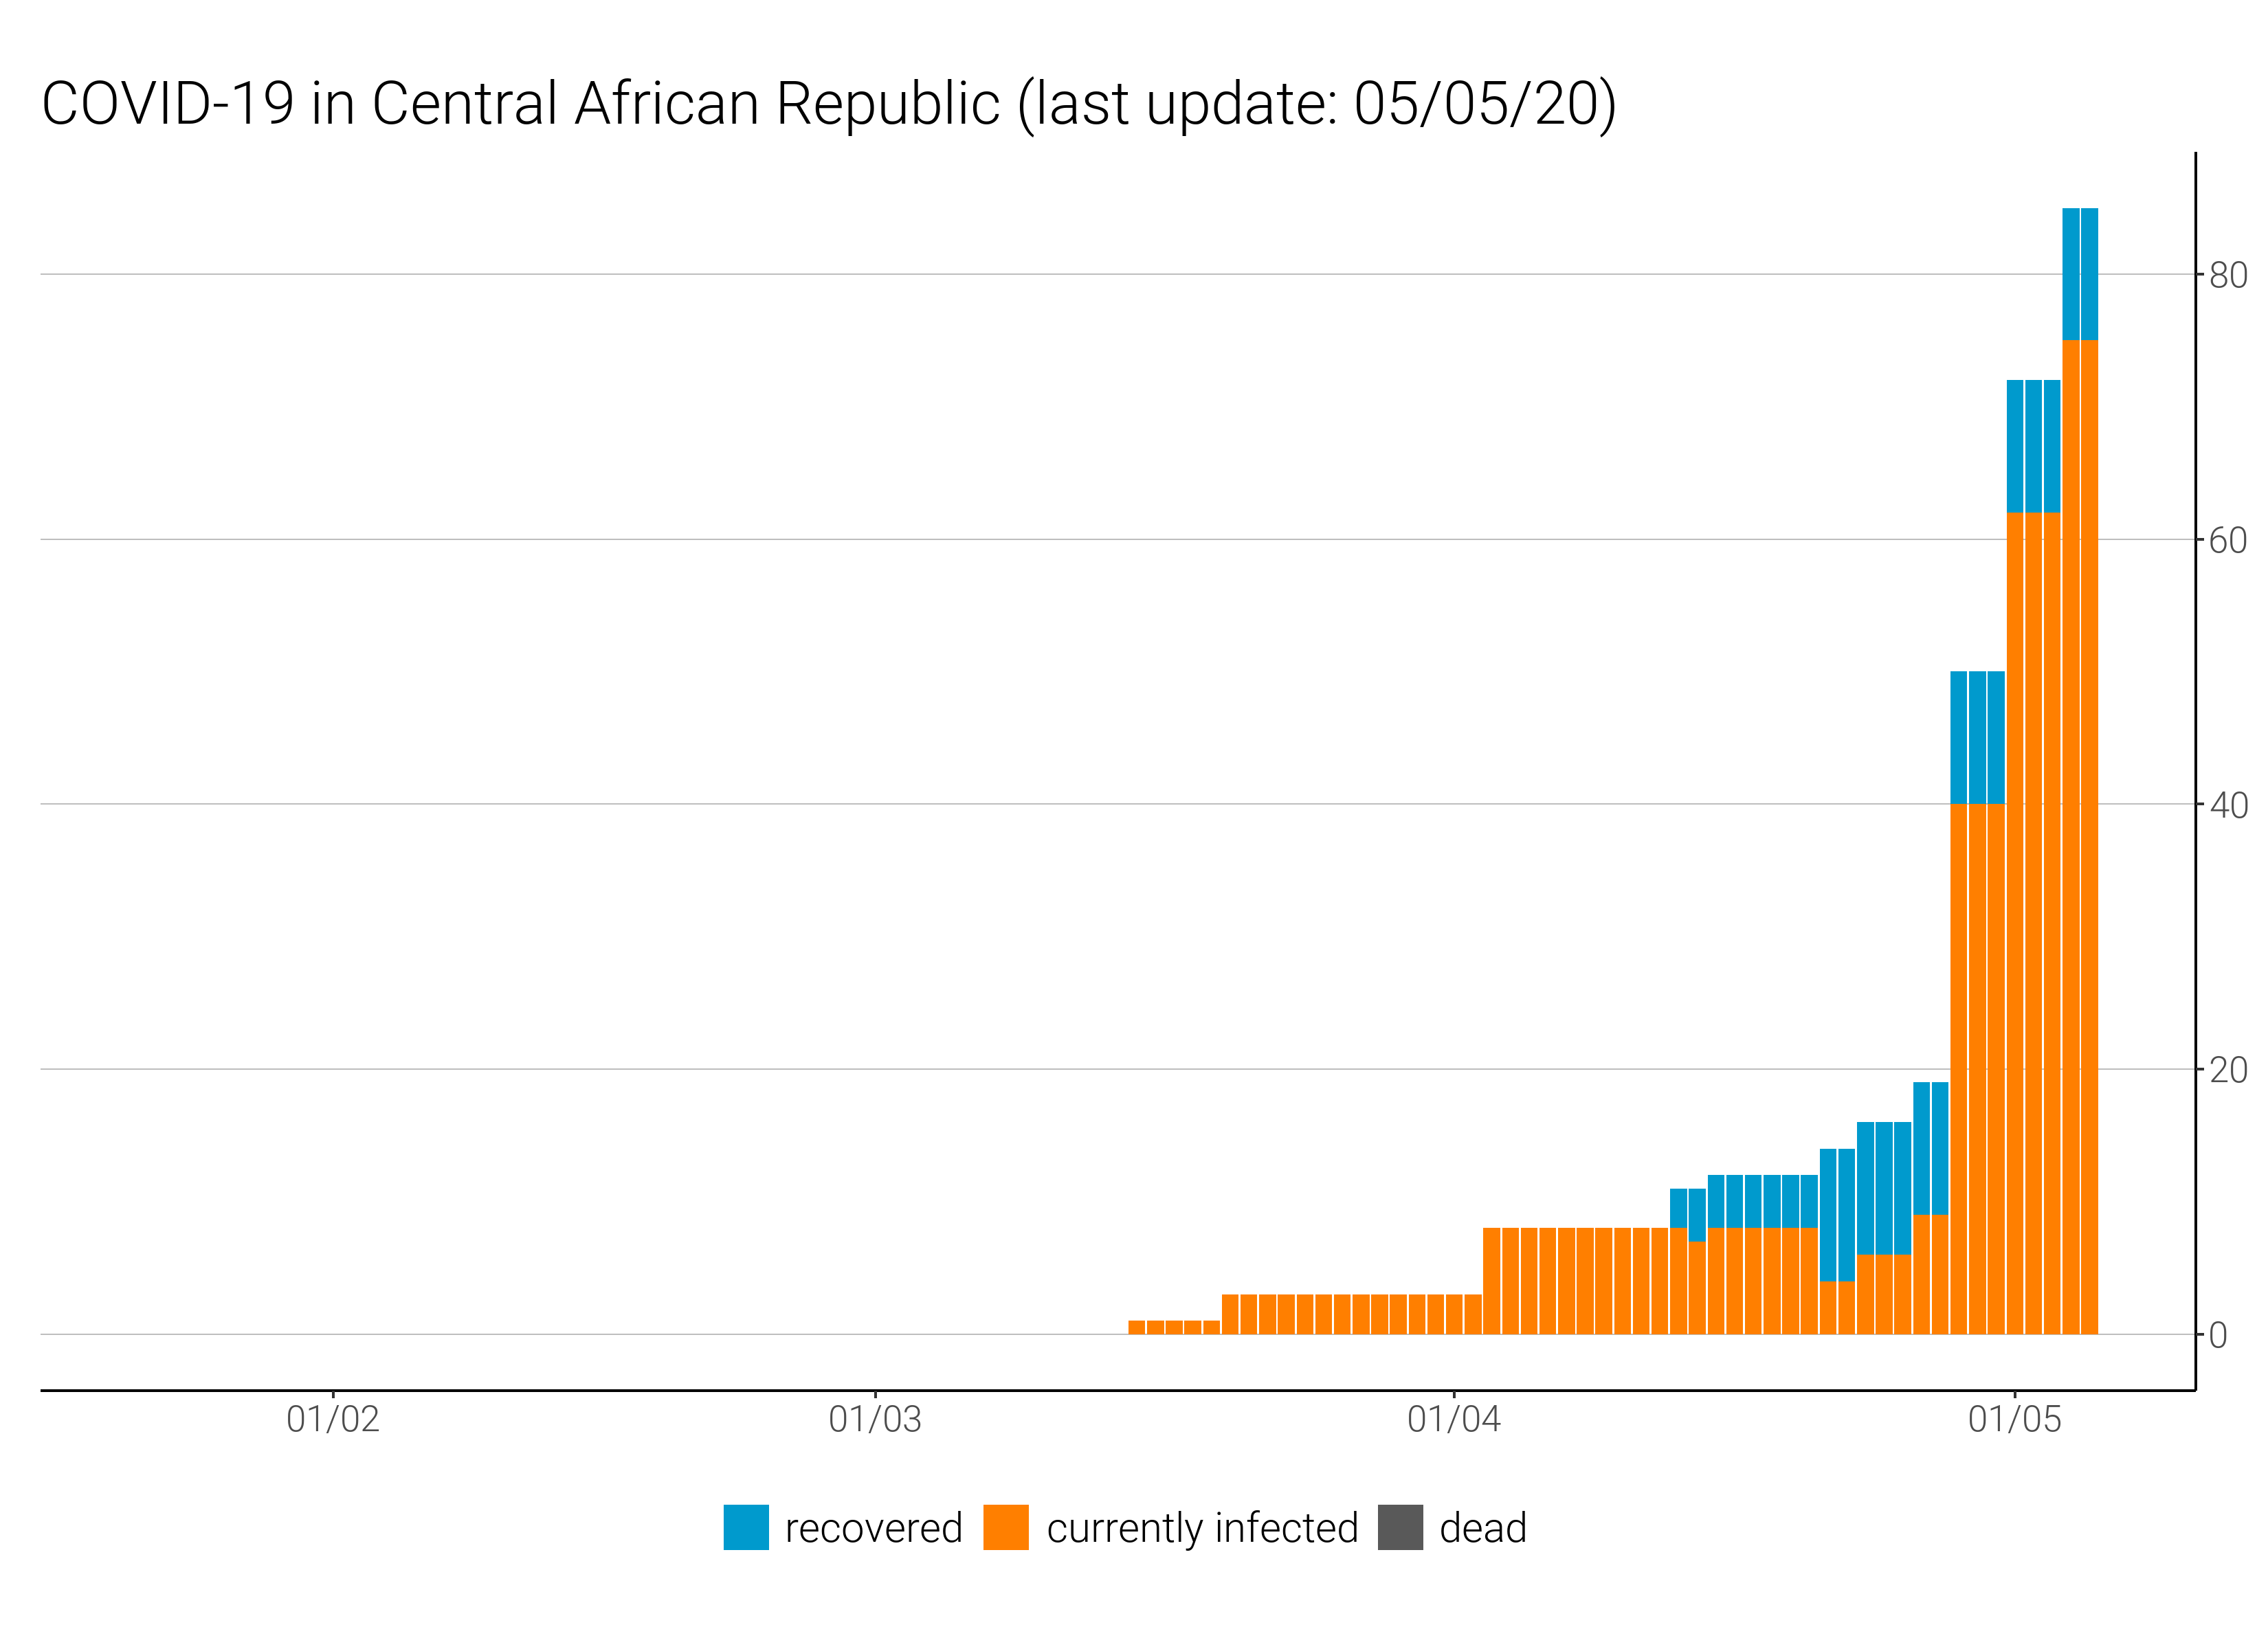 COVID-19 in Central African Republic (last update: 05/05/20)
80
60
40
20
0
01/02 01/03 01/04 01/05
recovered currently infected dead